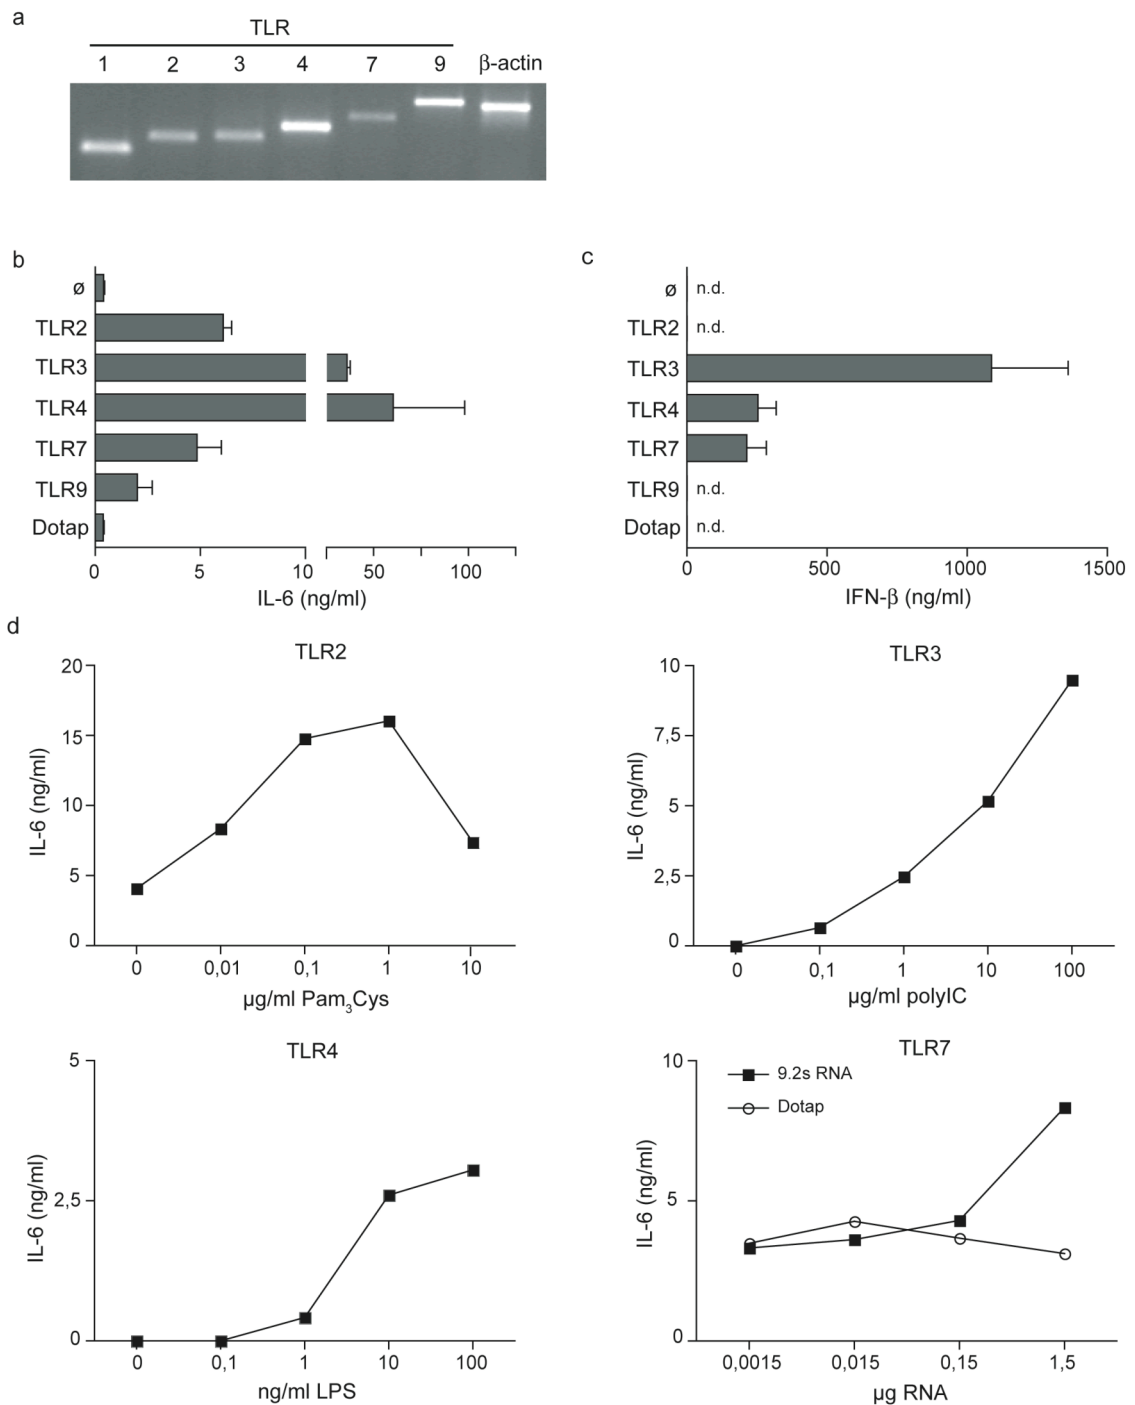 a
TLR
1 2 3 4 7 9 β-actin
b
ø
TLR2
TLR3
TLR4
TLR7
TLR9
Dotap
0 5 10 50 100
IL-6 (ng/ml)
c
ø n.d.
TLR2 n.d.
TLR3
TLR4
TLR7
TLR9 n.d.
Dotap n.d.
0 500 1000 1500
IFN-β (ng/ml)
d
TLR2
20
15
10
5
0
IL-6 (ng/ml)
0 0,01 0,1 1 10
µg/ml Pam3Cys
TLR3
10
7,5
5
2,5
0
IL-6 (ng/ml)
0 0,1 1 10 100
µg/ml polyIC
TLR4
5
2,5
0
IL-6 (ng/ml)
0 0,1 1 10 100
ng/ml LPS
TLR7
9.2s RNA
Dotap
10
5
0
IL-6 (ng/ml)
0,0015 0,015 0,15 1,5
µg RNA